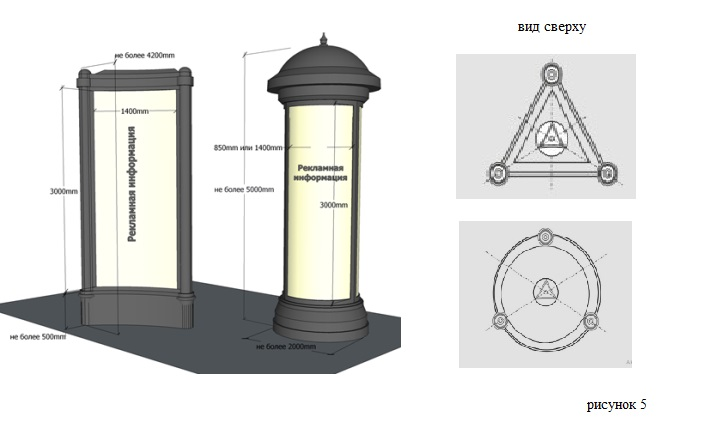 вид сверху
не более 4200mm
1400mm
Рекламная информация
3000mm
не более 500mm
850mm или 1400mm
Рекламная
информация
не более 5000mm
3000mm
не более 2000mm
рисунок 5